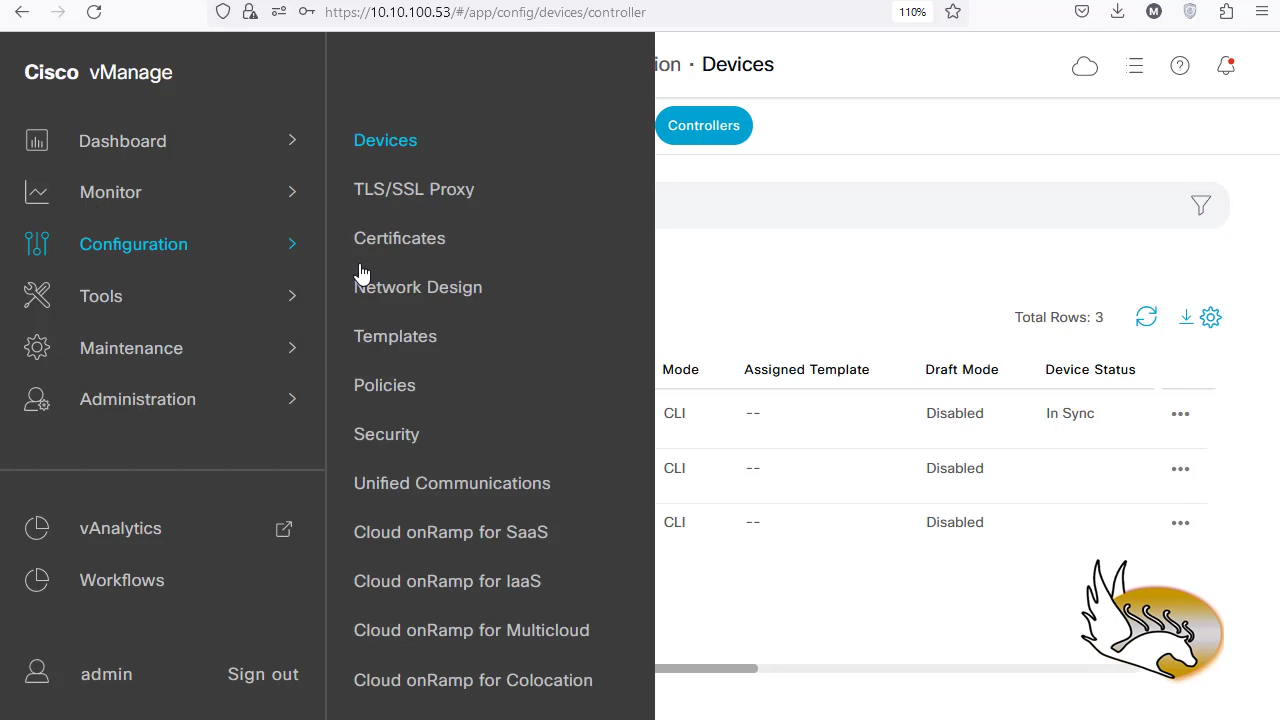 https://10.10.100.53/#/app/config/devices/controller
110%
M
Cisco vManage
Dashboard
Monitor
Configuration
Tools
Maintenance
Administration
vAnalytics
Workflows
admin
Sign out
Devices
TLS/SSL Proxy
Certificates
Network Design
Templates
Policies
Security
Unified Communications
Cloud onRamp for SaaS
Cloud onRamp for IaaS
Cloud onRamp for Multicloud
Cloud onRamp for Colocation
ion · Devices
Controllers
Total Rows: 3
Mode Assigned Template Draft Mode Device Status
CLI -- Disabled In Sync
CLI -- Disabled
CLI -- Disabled